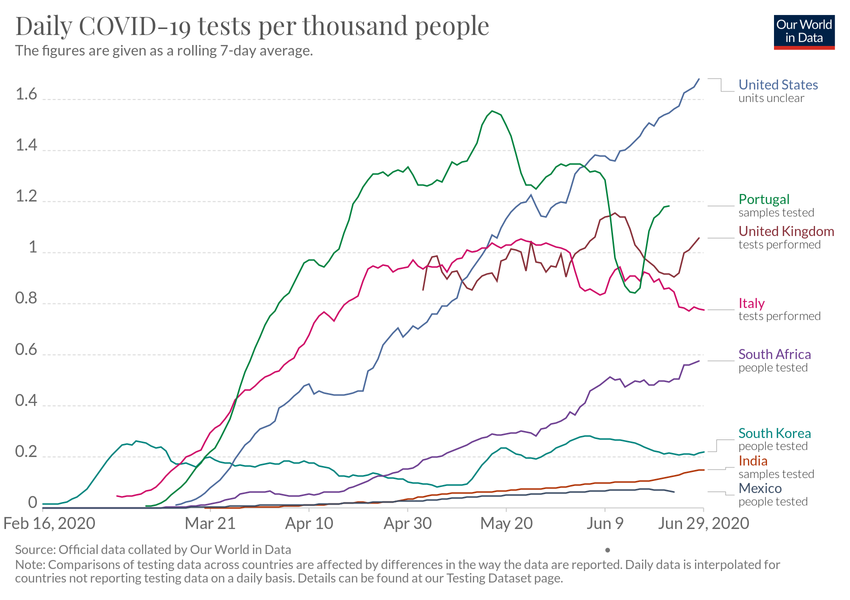 Daily COVID-19 tests per thousand people
The figures are given as a rolling 7-day average.
Our World
in Data
1.6
1.4
1.2
1
0.8
0.6
0.4
0.2
0
United States
units unclear
Portugal
samples tested
United Kingdom
tests performed
Italy
tests performed
South Africa
people tested
South Korea
people tested
India
samples tested
Mexico
people tested
Feb 16, 2020
Mar 21
Apr 10
Apr 30
May 20
Jun 9
Jun 29, 2020
Source: Official data collated by Our World in Data
Note: Comparisons of testing data across countries are affected by differences in the way the data are reported. Daily data is interpolated for
countries not reporting testing data on a daily basis. Details can be found at our Testing Dataset page.